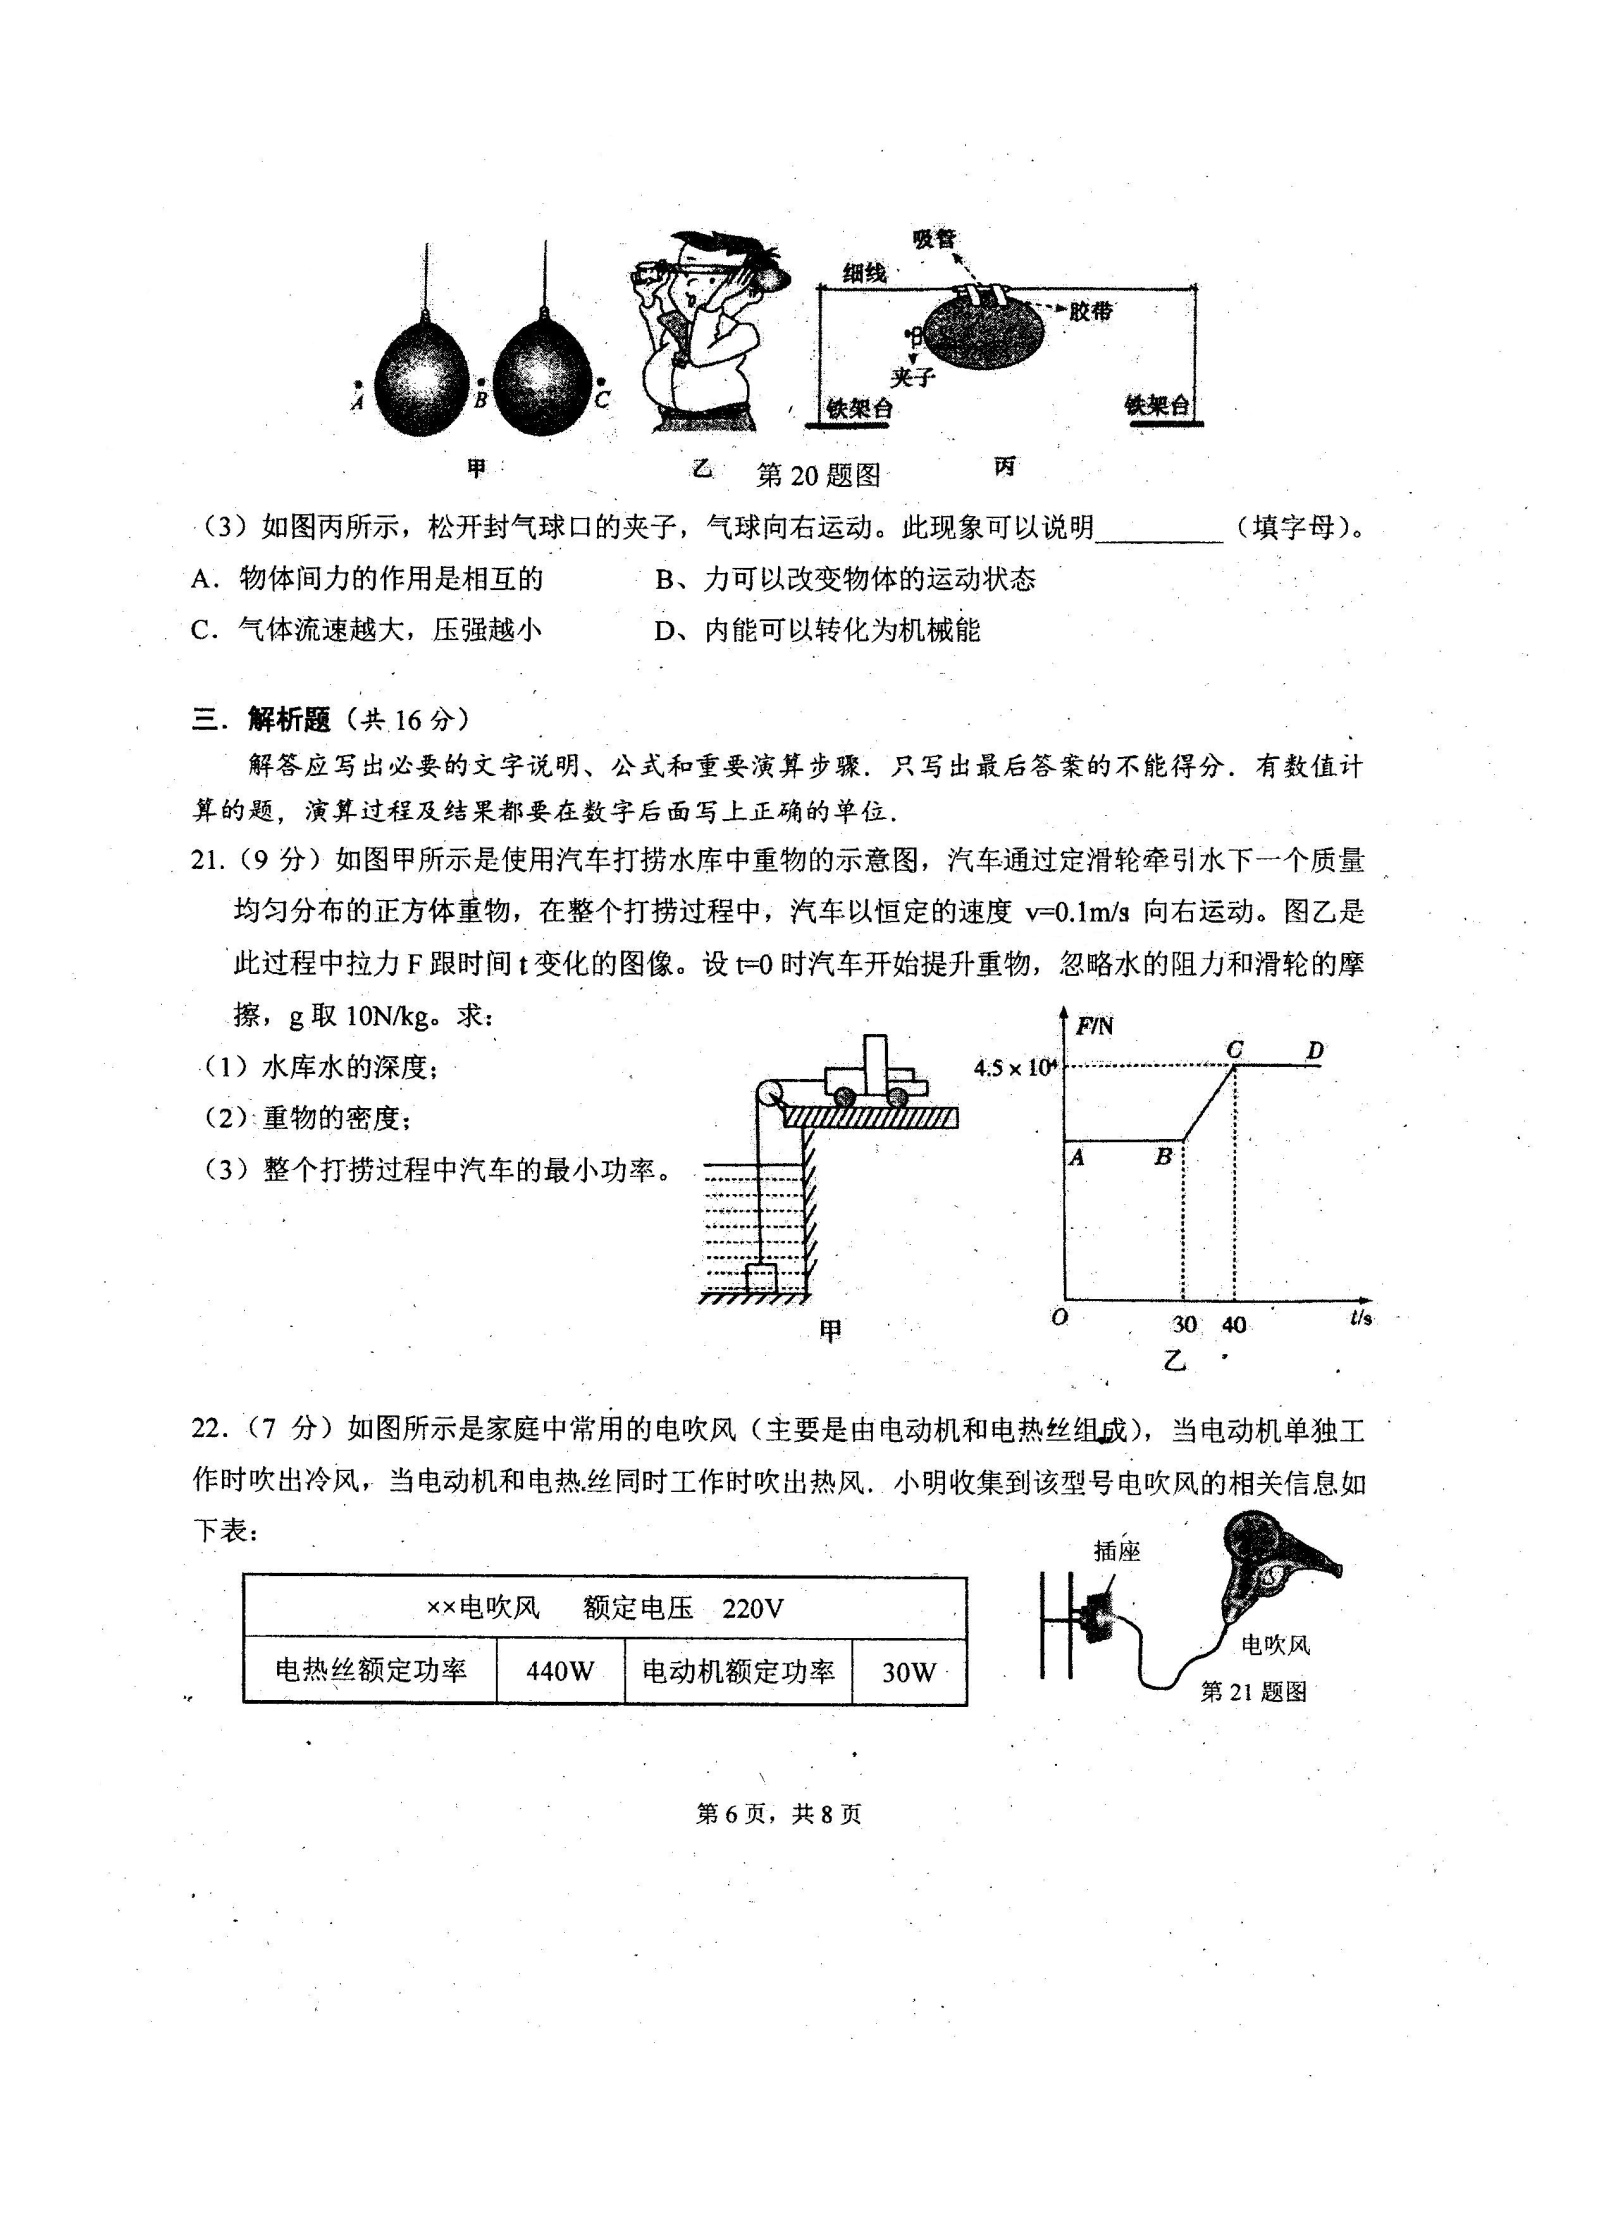 吸管
细线
胶带
夹子
铁架台
铁架台
A
B
C
甲
乙
第 20 题图
丙
（3）如图丙所示，松开封气球口的夹子，气球向右运动。此现象可以说明________（填字母）。
A．物体间力的作用是相互的 B、力可以改变物体的运动状态
C．气体流速越大，压强越小 D、内能可以转化为机械能
三．解析题（共 16 分）
解答应写出必要的文字说明、公式和重要演算步骤．只写出最后答案的不能得分．有数值计
算的题，演算过程及结果都要在数字后面写上正确的单位．
21.（9 分）如图甲所示是使用汽车打捞水库中重物的示意图，汽车通过定滑轮牵引水下一个质量
均匀分布的正方体重物，在整个打捞过程中，汽车以恒定的速度 v=0.1m/s 向右运动。图乙是
此过程中拉力 F 跟时间 t 变化的图像。设 t=0 时汽车开始提升重物，忽略水的阻力和滑轮的摩
擦，g 取 10N/kg。求：
（1）水库水的深度；
（2）重物的密度；
（3）整个打捞过程中汽车的最小功率。
甲
F/N
4.5×10⁴
C
D
A
B
O
30
40
t/s
乙
22.（7 分）如图所示是家庭中常用的电吹风（主要是由电动机和电热丝组成），当电动机单独工
作时吹出冷风，当电动机和电热丝同时工作时吹出热风．小明收集到该型号电吹风的相关信息如
下表：
××电吹风 额定电压 220V
电热丝额定功率 440W 电动机额定功率 30W
插座
S
电吹风
第 21 题图
第 6 页，共 8 页